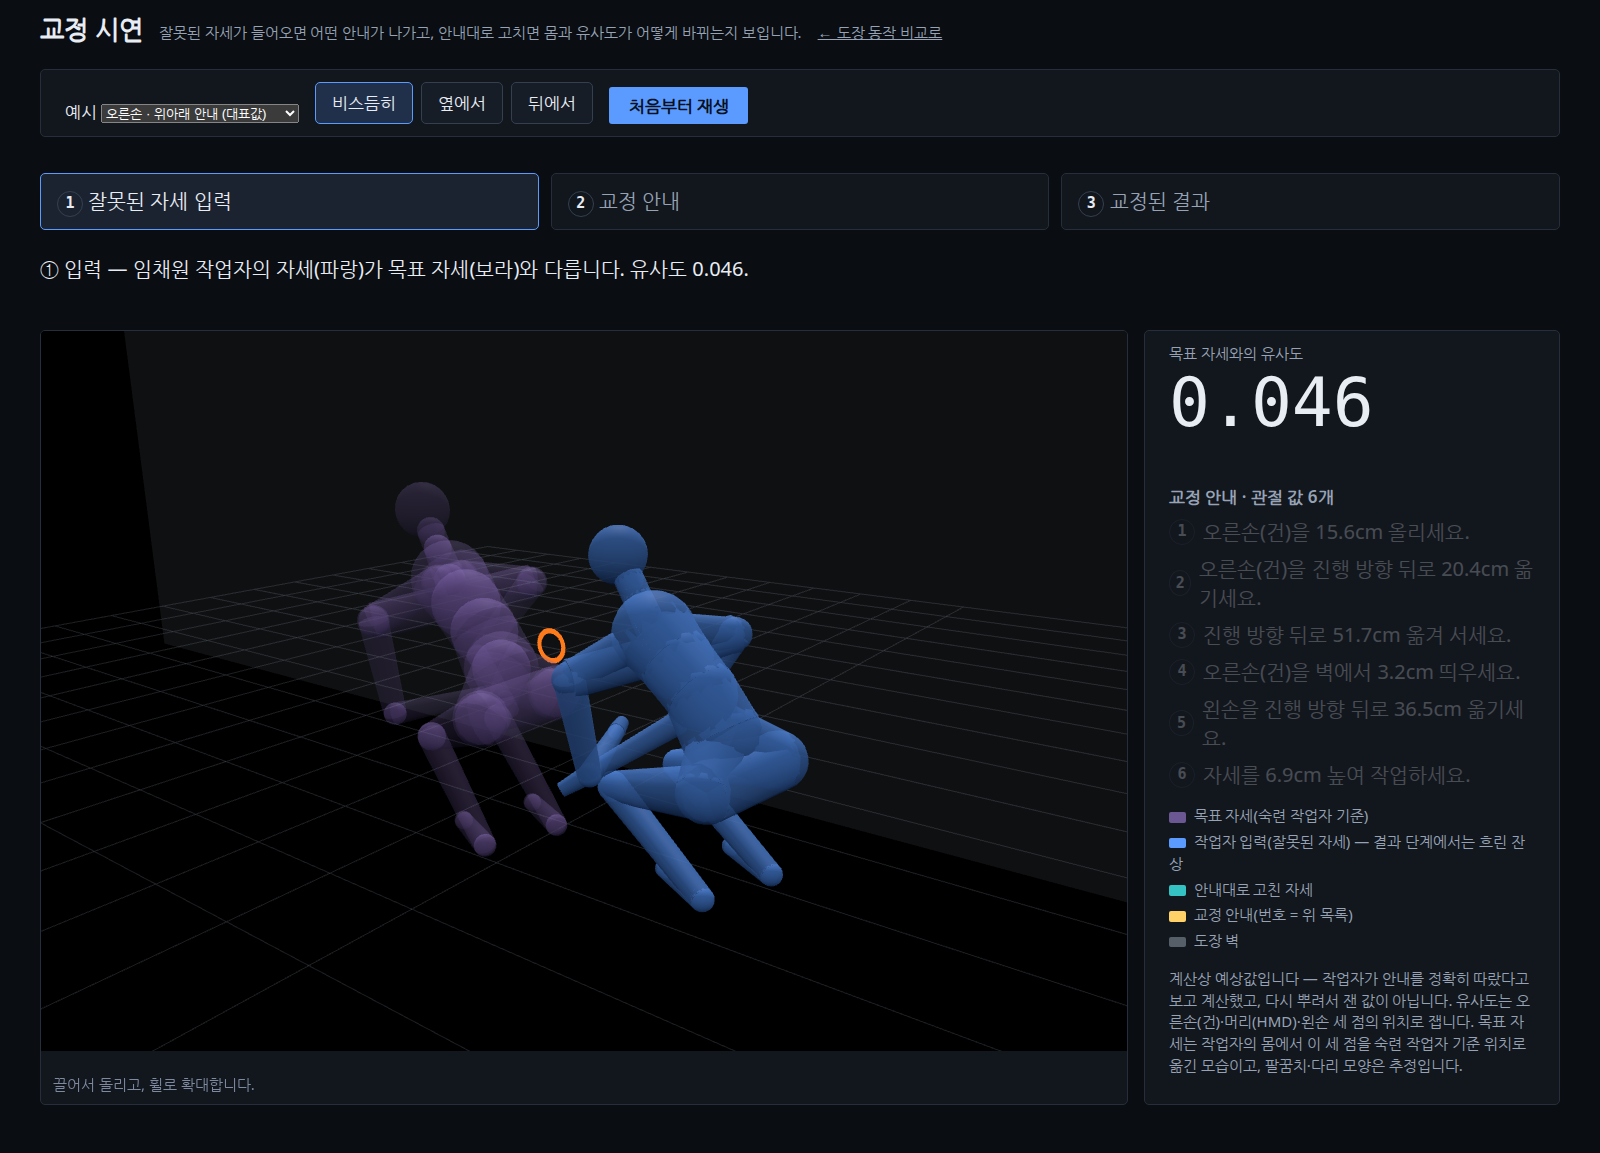 교정 시연 잘못된 자세가 들어오면 어떤 안내가 나가고, 안내대로 고치면 몸과 유사도가 어떻게 바뀌는지 보입니다. ← 도장 동작 비교로
예시 오른손 · 위아래 안내 (대표값) 비스듬히 옆에서 뒤에서 처음부터 재생
1 잘못된 자세 입력 2 교정 안내 3 교정된 결과
① 입력 — 임채원 작업자의 자세(파랑)가 목표 자세(보라)와 다릅니다. 유사도 0.046.
목표 자세와의 유사도
0.046
교정 안내 · 관절 값 6개
1 오른손(건)을 15.6cm 올리세요.
2 오른손(건)을 진행 방향 뒤로 20.4cm 옮
기세요.
3 진행 방향 뒤로 51.7cm 옮겨 서세요.
4 오른손(건)을 벽에서 3.2cm 띄우세요.
5 왼손을 진행 방향 뒤로 36.5cm 옮기세
요.
6 자세를 6.9cm 높여 작업하세요.
목표 자세(숙련 작업자 기준)
작업자 입력(잘못된 자세) — 결과 단계에서는 흐린 잔
상
안내대로 고친 자세
교정 안내(번호 = 위 목록)
도장 벽
계산상 예상값입니다 — 작업자가 안내를 정확히 따랐다고
보고 계산했고, 다시 뿌려서 잰 값이 아닙니다. 유사도는 오
른손(건)·머리(HMD)·왼손 세 점의 위치로 잽니다. 목표 자
세는 작업자의 몸에서 이 세 점을 숙련 작업자 기준 위치로
옮긴 모습이고, 팔꿈치·다리 모양은 추정입니다.
끌어서 돌리고, 휠로 확대합니다.